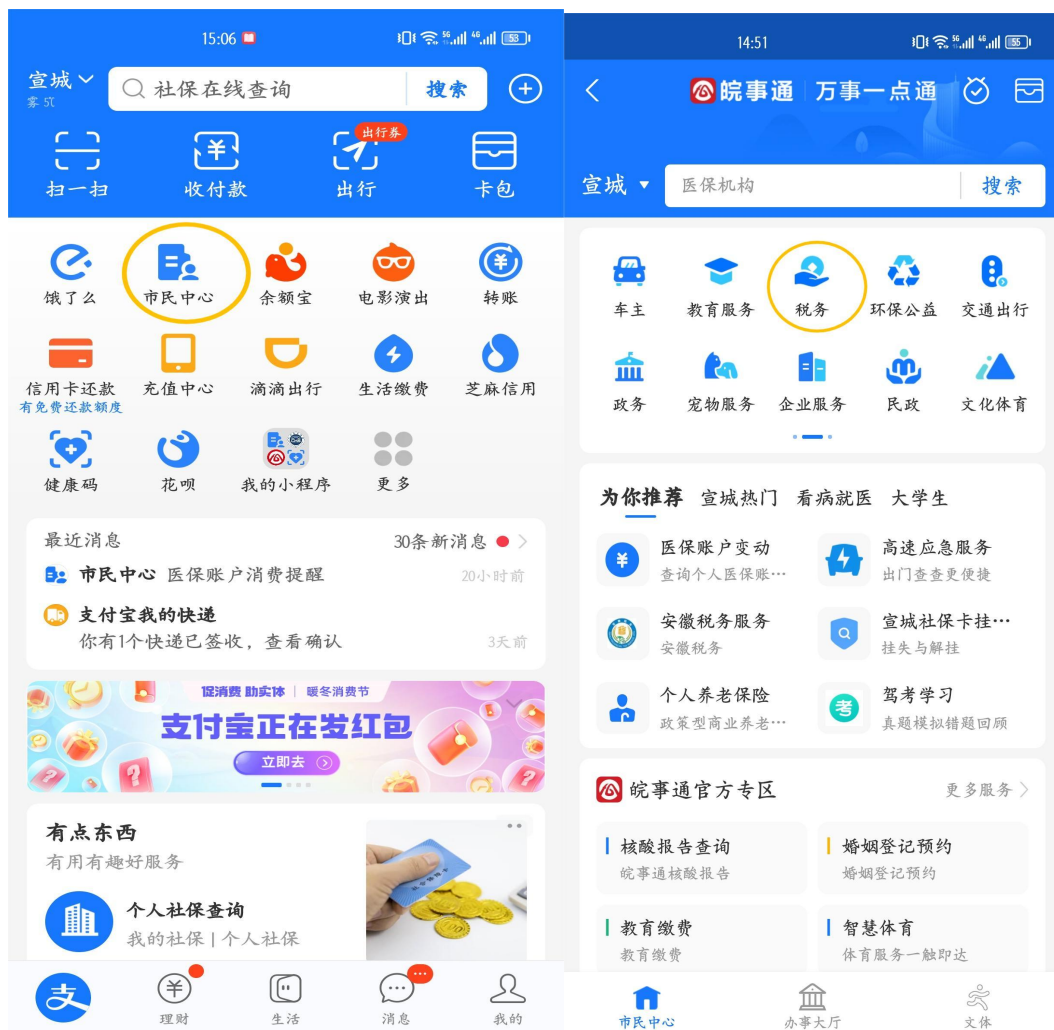 15:06
5G 4G 53
宣城
雾 5℃
社保在线查询
搜索
出行券
扫一扫
收付款
出行
卡包
饿了么
市民中心
余额宝
电影演出
转账
信用卡还款
有免费还款额度
充值中心
滴滴出行
生活缴费
芝麻信用
健康码
花呗
我的小程序
更多
最近消息
30条新消息
市民中心 医保账户消费提醒
20小时前
支付宝我的快递
你有1个快递已签收，查看确认
3天前
促消费 助实体 | 暖冬消费节
支付宝正在发红包
立即去
有点东西
有用有趣好服务
个人社保查询
我的社保 | 个人社保
支
理财
生活
消息
我的
14:51
5G 4G 55
皖事通 | 万事一点通
宣城
医保机构
搜索
车主
教育服务
税务
环保公益
交通出行
政务
宠物服务
企业服务
民政
文化体育
为你推荐 宣城热门 看病就医 大学生
医保账户变动
查询个人医保账…
高速应急服务
出门查查更便捷
安徽税务服务
安徽税务
宣城社保卡挂…
挂失与解挂
个人养老保险
政策型商业养老…
考
驾考学习
真题模拟错题回顾
皖事通官方专区
更多服务
核酸报告查询
皖事通核酸报告
婚姻登记预约
婚姻登记预约
教育缴费
教育缴费
智慧体育
体育服务一触即达
市民中心
办事大厅
文体